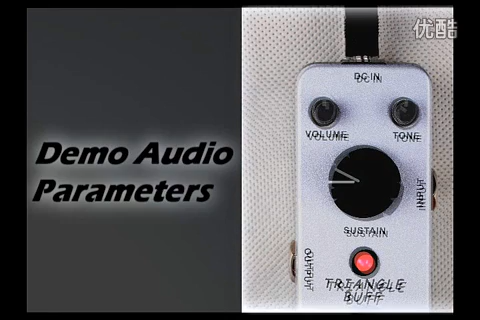 优酷
DC IN
VOLUME
TONE
Demo Audio
Parameters
INPUT
SUSTAIN
OUTPUT
TRIANGLE
BUFF